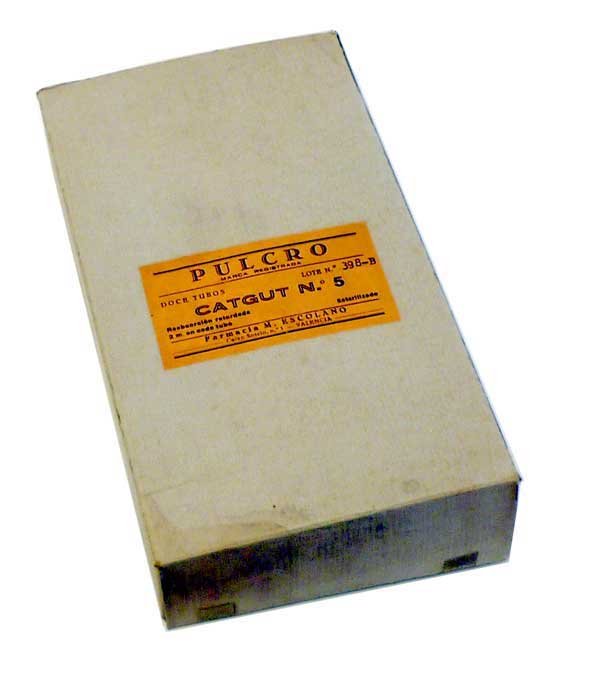 PULCRO
MARCA REGISTRADA
DOCE TUBOS LOTE N.º 398-B
CATGUT N.º 5
Reabsorción retardada Esterilizado
2 m. en cada tubo
Farmacia M. ESCOLANO
n.º 1 — VALENCIA